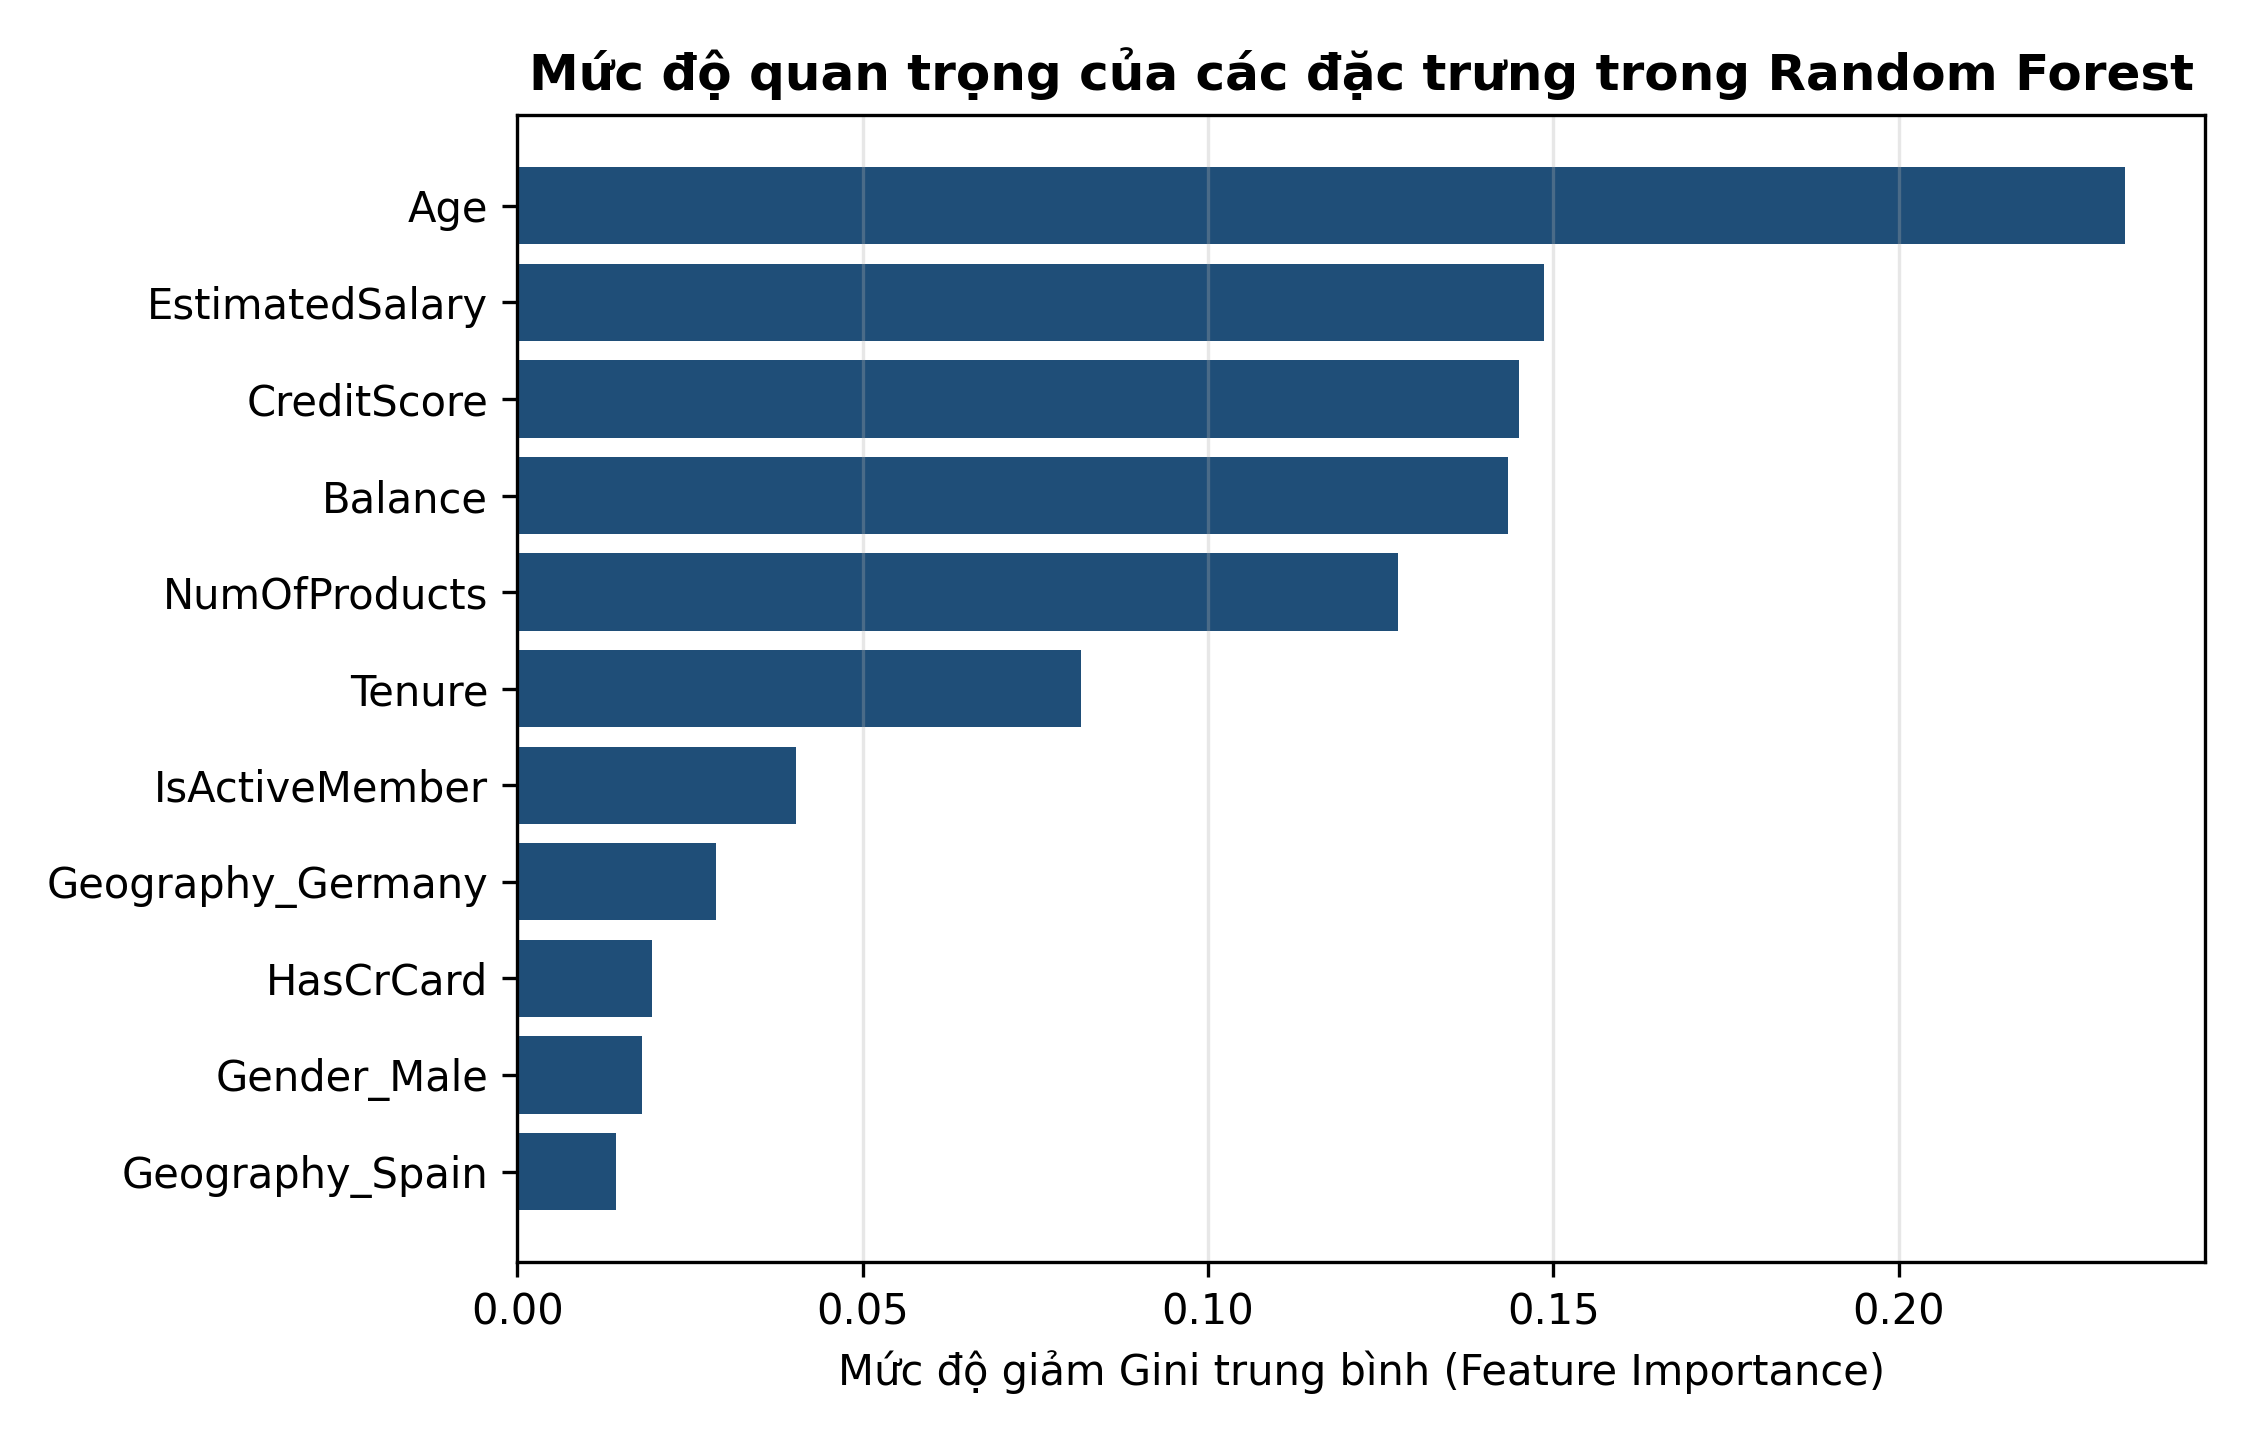 Mức độ quan trọng của các đặc trưng trong Random Forest
Age
EstimatedSalary
CreditScore
Balance
NumOfProducts
Tenure
IsActiveMember
Geography_Germany
HasCrCard
Gender_Male
Geography_Spain
0.00 0.05 0.10 0.15 0.20
Mức độ giảm Gini trung bình (Feature Importance)